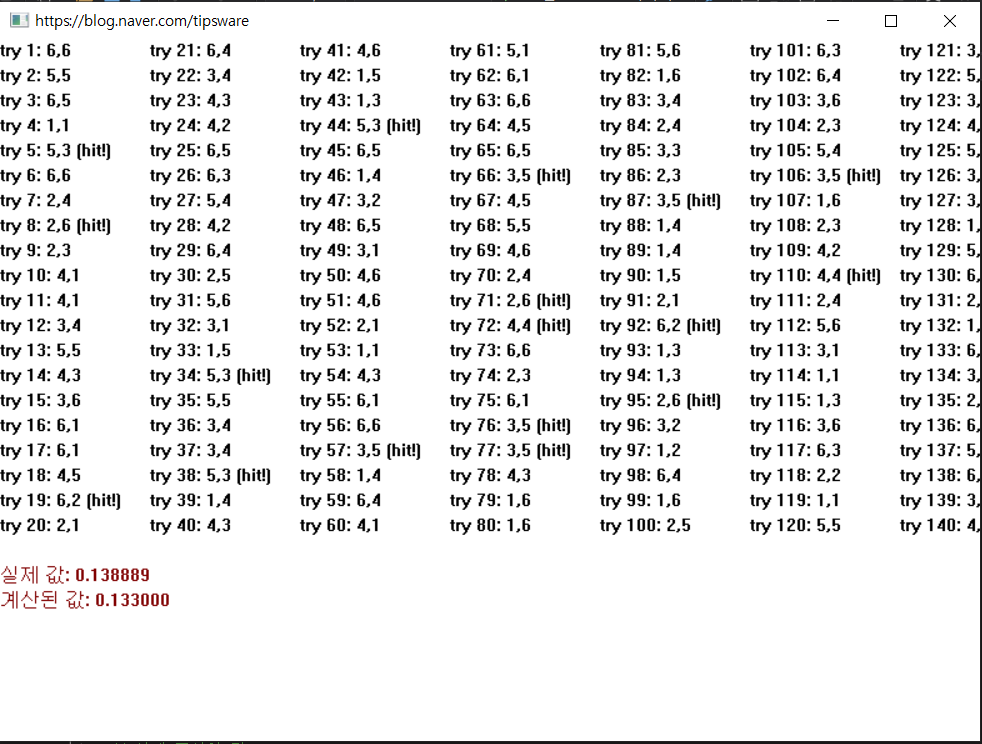 https://blog.naver.com/tipsware
try 1: 6,6 try 21: 6,4 try 41: 4,6 try 61: 5,1 try 81: 5,6 try 101: 6,3 try 121: 3,
try 2: 5,5 try 22: 3,4 try 42: 1,5 try 62: 6,1 try 82: 1,6 try 102: 6,4 try 122: 5,
try 3: 6,5 try 23: 4,3 try 43: 1,3 try 63: 6,6 try 83: 3,4 try 103: 3,6 try 123: 3,
try 4: 1,1 try 24: 4,2 try 44: 5,3 (hit!) try 64: 4,5 try 84: 2,4 try 104: 2,3 try 124: 4,
try 5: 5,3 (hit!) try 25: 6,5 try 45: 6,5 try 65: 6,5 try 85: 3,3 try 105: 5,4 try 125: 5,
try 6: 6,6 try 26: 6,3 try 46: 1,4 try 66: 3,5 (hit!) try 86: 2,3 try 106: 3,5 (hit!) try 126: 3,
try 7: 2,4 try 27: 5,4 try 47: 3,2 try 67: 4,5 try 87: 3,5 (hit!) try 107: 1,6 try 127: 3,
try 8: 2,6 (hit!) try 28: 4,2 try 48: 6,5 try 68: 5,5 try 88: 1,4 try 108: 2,3 try 128: 1,
try 9: 2,3 try 29: 6,4 try 49: 3,1 try 69: 4,6 try 89: 1,4 try 109: 4,2 try 129: 5,
try 10: 4,1 try 30: 2,5 try 50: 4,6 try 70: 2,4 try 90: 1,5 try 110: 4,4 (hit!) try 130: 6,
try 11: 4,1 try 31: 5,6 try 51: 4,6 try 71: 2,6 (hit!) try 91: 2,1 try 111: 2,4 try 131: 2,
try 12: 3,4 try 32: 3,1 try 52: 2,1 try 72: 4,4 (hit!) try 92: 6,2 (hit!) try 112: 5,6 try 132: 1,
try 13: 5,5 try 33: 1,5 try 53: 1,1 try 73: 6,6 try 93: 1,3 try 113: 3,1 try 133: 6,
try 14: 4,3 try 34: 5,3 (hit!) try 54: 4,3 try 74: 2,3 try 94: 1,3 try 114: 1,1 try 134: 3,
try 15: 3,6 try 35: 5,5 try 55: 6,1 try 75: 6,1 try 95: 2,6 (hit!) try 115: 1,3 try 135: 2,
try 16: 6,1 try 36: 3,4 try 56: 6,6 try 76: 3,5 (hit!) try 96: 3,2 try 116: 3,6 try 136: 6,
try 17: 6,1 try 37: 3,4 try 57: 3,5 (hit!) try 77: 3,5 (hit!) try 97: 1,2 try 117: 6,3 try 137: 5,
try 18: 4,5 try 38: 5,3 (hit!) try 58: 1,4 try 78: 4,3 try 98: 6,4 try 118: 2,2 try 138: 6,
try 19: 6,2 (hit!) try 39: 1,4 try 59: 6,4 try 79: 1,6 try 99: 1,6 try 119: 1,1 try 139: 3,
try 20: 2,1 try 40: 4,3 try 60: 4,1 try 80: 1,6 try 100: 2,5 try 120: 5,5 try 140: 4,
실제 값: 0.138889
계산된 값: 0.133000